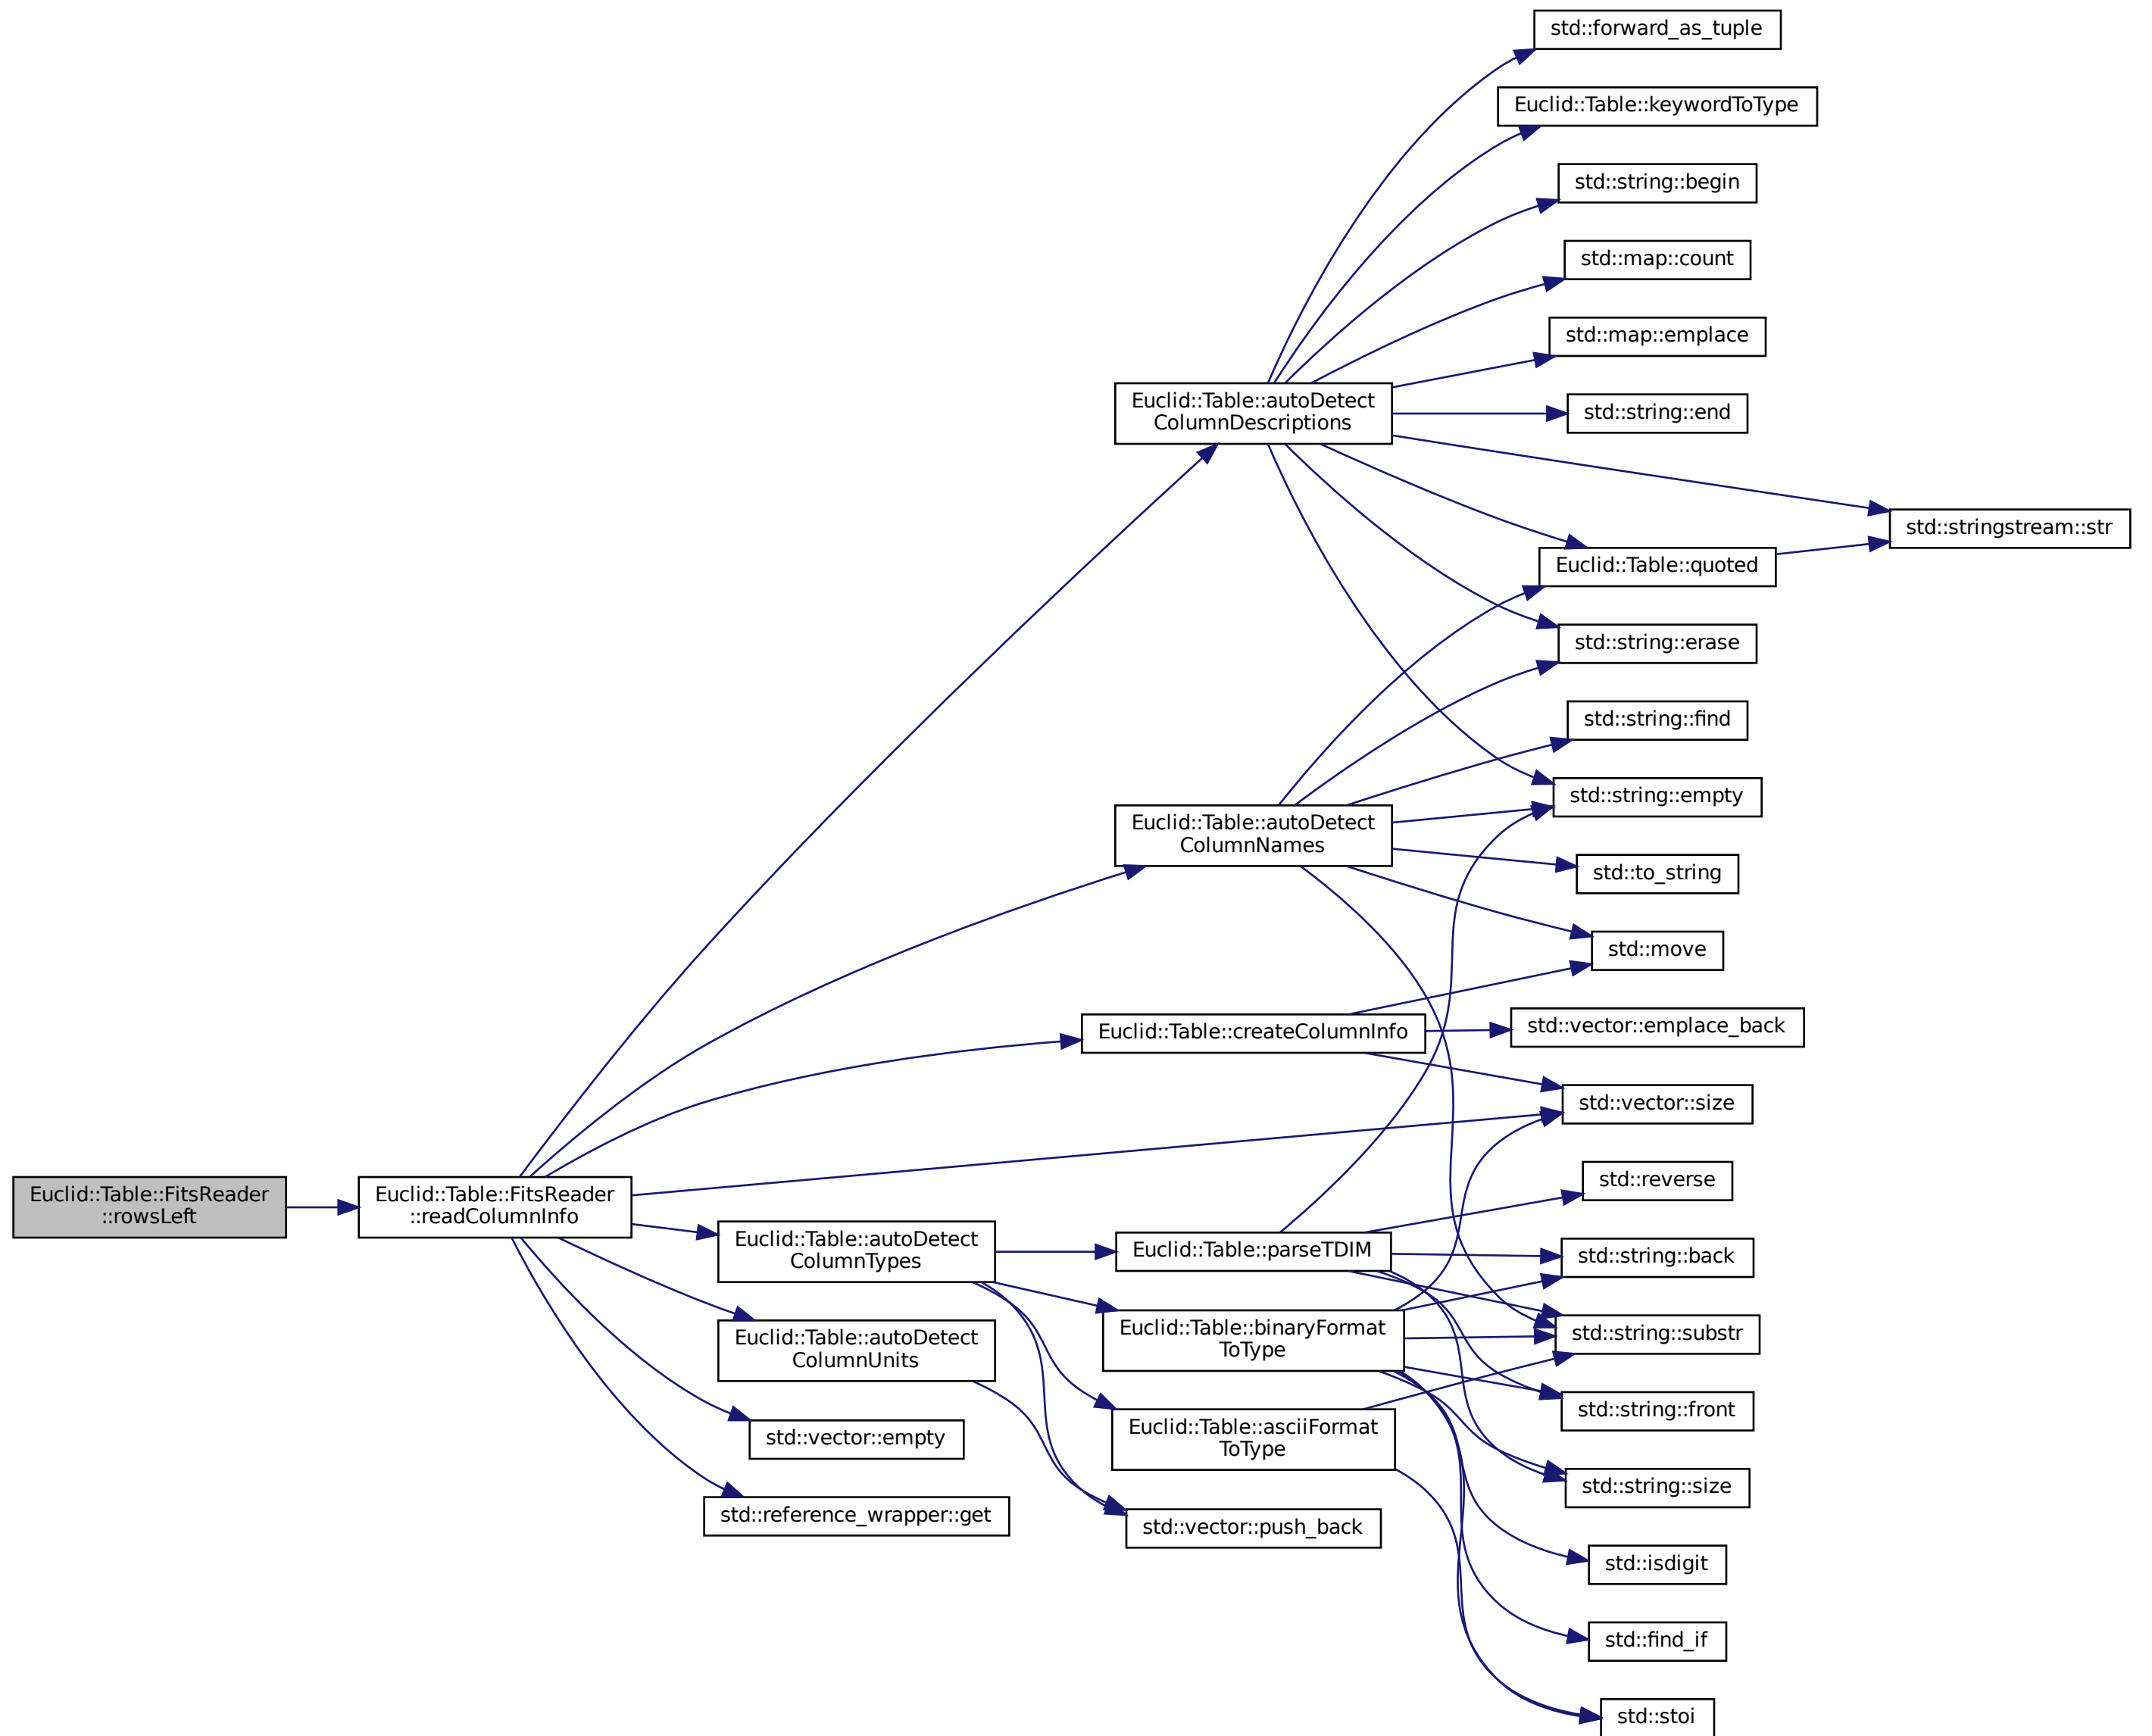 Euclid::Table::FitsReader
::rowsLeft
Euclid::Table::FitsReader
::readColumnInfo
Euclid::Table::autoDetect
ColumnTypes
Euclid::Table::autoDetect
ColumnUnits
std::vector::empty
std::reference_wrapper::get
Euclid::Table::autoDetect
ColumnDescriptions
Euclid::Table::autoDetect
ColumnNames
Euclid::Table::createColumnInfo
Euclid::Table::parseTDIM
Euclid::Table::binaryFormat
ToType
Euclid::Table::asciiFormat
ToType
std::vector::push_back
std::forward_as_tuple
Euclid::Table::keywordToType
std::string::begin
std::map::count
std::map::emplace
std::string::end
Euclid::Table::quoted
std::string::erase
std::string::find
std::string::empty
std::to_string
std::move
std::vector::emplace_back
std::vector::size
std::reverse
std::string::back
std::string::substr
std::string::front
std::string::size
std::isdigit
std::find_if
std::stoi
std::stringstream::str